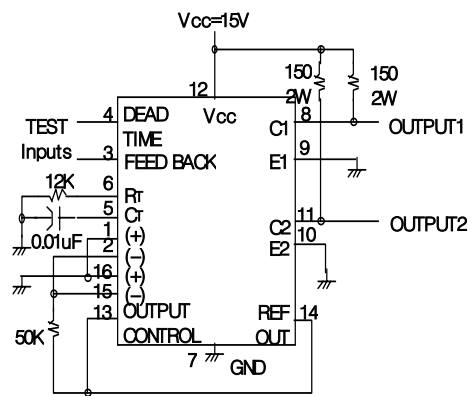 Vcc=15V
12
Vcc
150
2W
150
2W
TEST
Inputs
4
DEAD
TIME
3
FEED BACK
C1
8
OUTPUT1
E1
9
12K
6
RT
5
CT
0.01uF
1
(+)
2
(−)
16
(+)
15
(−)
C2
11
OUTPUT2
10
E2
13
OUTPUT
CONTROL
50K
REF
14
OUT
7
GND